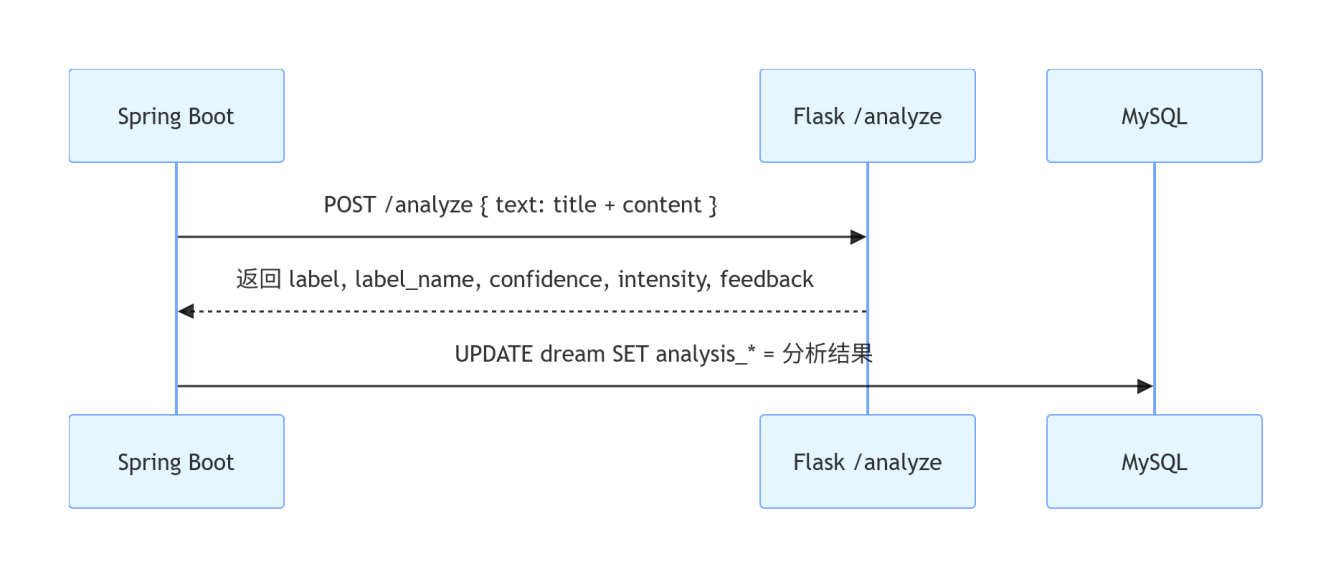 Spring Boot
Flask /analyze
MySQL
POST /analyze { text: title + content }
返回 label, label_name, confidence, intensity, feedback
UPDATE dream SET analysis_* = 分析结果
Spring Boot
Flask /analyze
MySQL